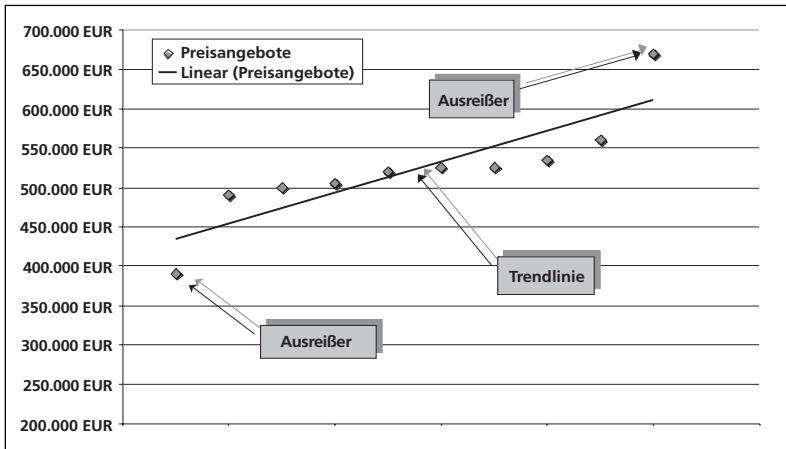 700.000 EUR
650.000 EUR
600.000 EUR
550.000 EUR
500.000 EUR
450.000 EUR
400.000 EUR
350.000 EUR
300.000 EUR
250.000 EUR
200.000 EUR
Preisangebote
Linear (Preisangebote)
Ausreißer
Trendlinie
Ausreißer